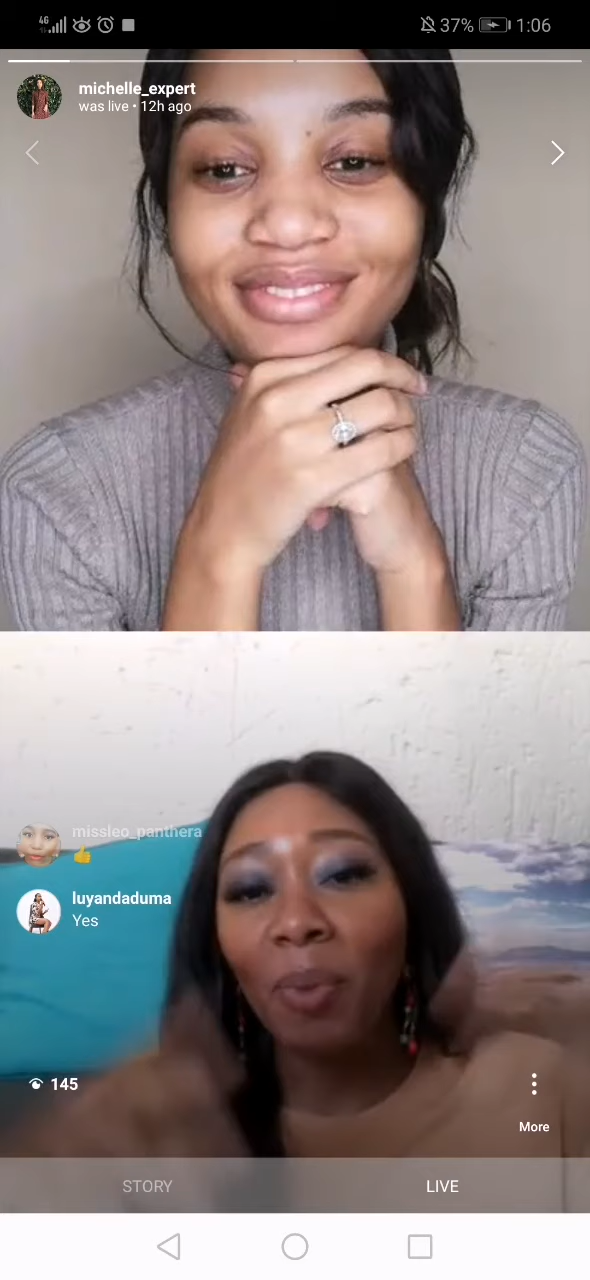 4G
37%
1:06
michelle_expert
was live • 12h ago
missleo_panthera
👍
luyandaduma
Yes
145
More
STORY
LIVE